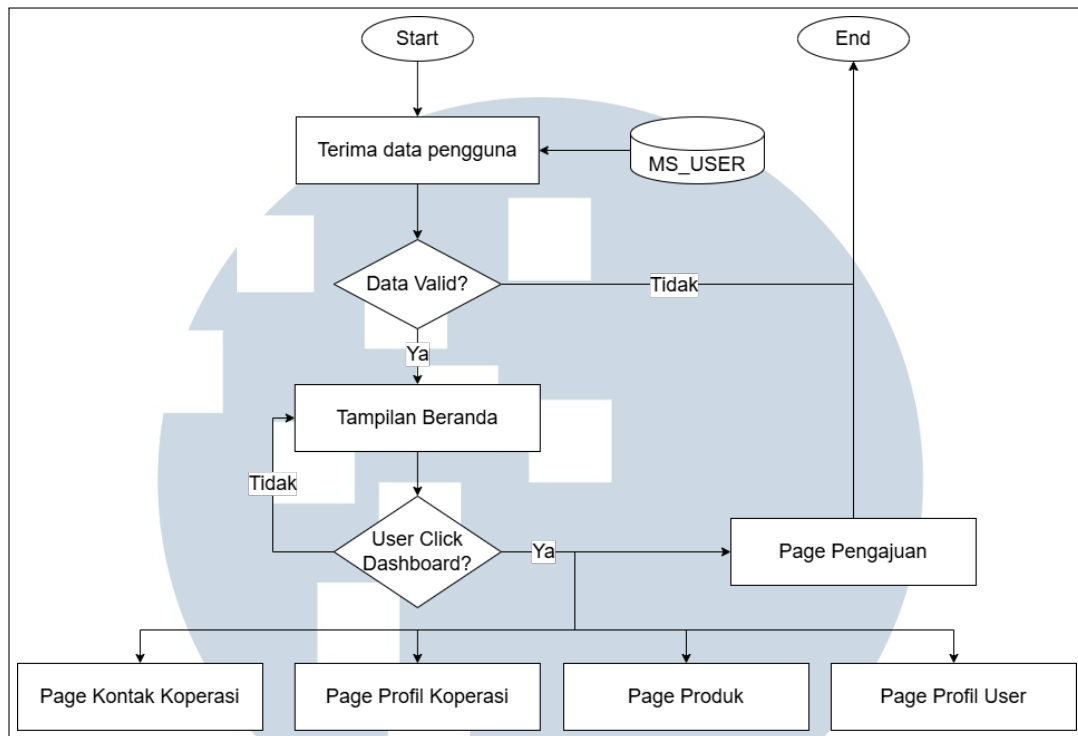 Start
End
Terima data pengguna
MS_USER
Data Valid?
Tidak
Ya
Tampilan Beranda
Tidak
User Click
Dashboard?
Ya
Page Pengajuan
Page Kontak Koperasi
Page Profil Koperasi
Page Produk
Page Profil User